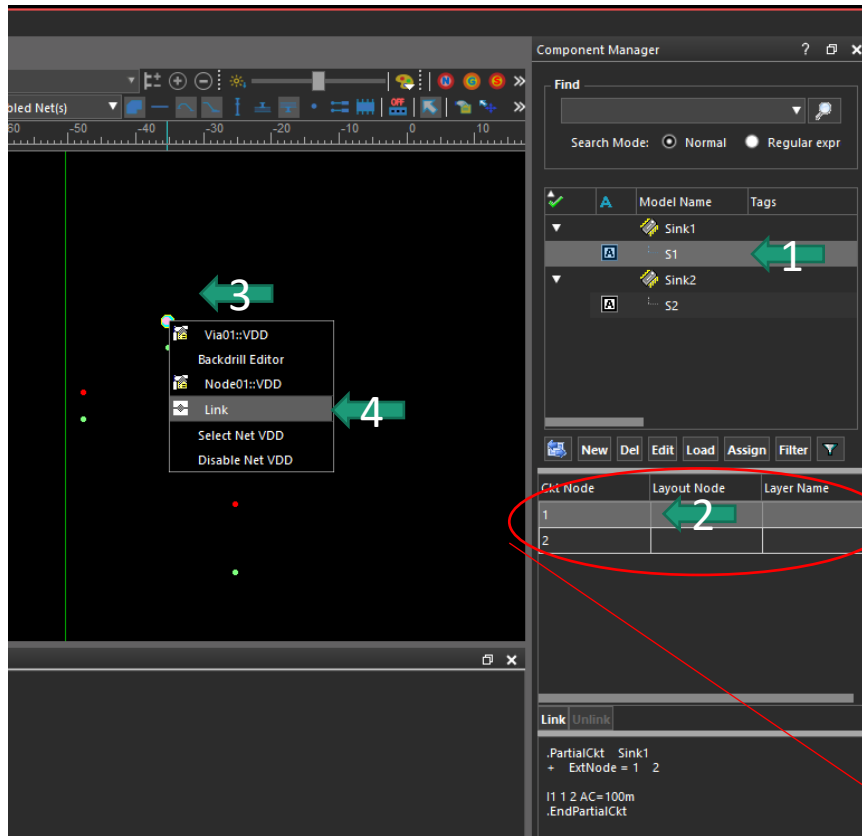 Component Manager ?
Find
bled Net(s)
60 -50 -40 -30 -20 -10 0 10
N G S
OFF
Search Mode: Normal Regular expr
A Model Name Tags
Sink1
A S1
1
Sink2
A S2
3
Via01::VDD
Backdrill Editor
Node01::VDD
Link
4
Select Net VDD
Disable Net VDD
New Del Edit Load Assign Filter
Ckt Node Layout Node Layer Name
1
2
2
Link Unlink
.PartialCkt Sink1
+ ExtNode = 1 2
I1 1 2 AC=100m
.EndPartialCkt